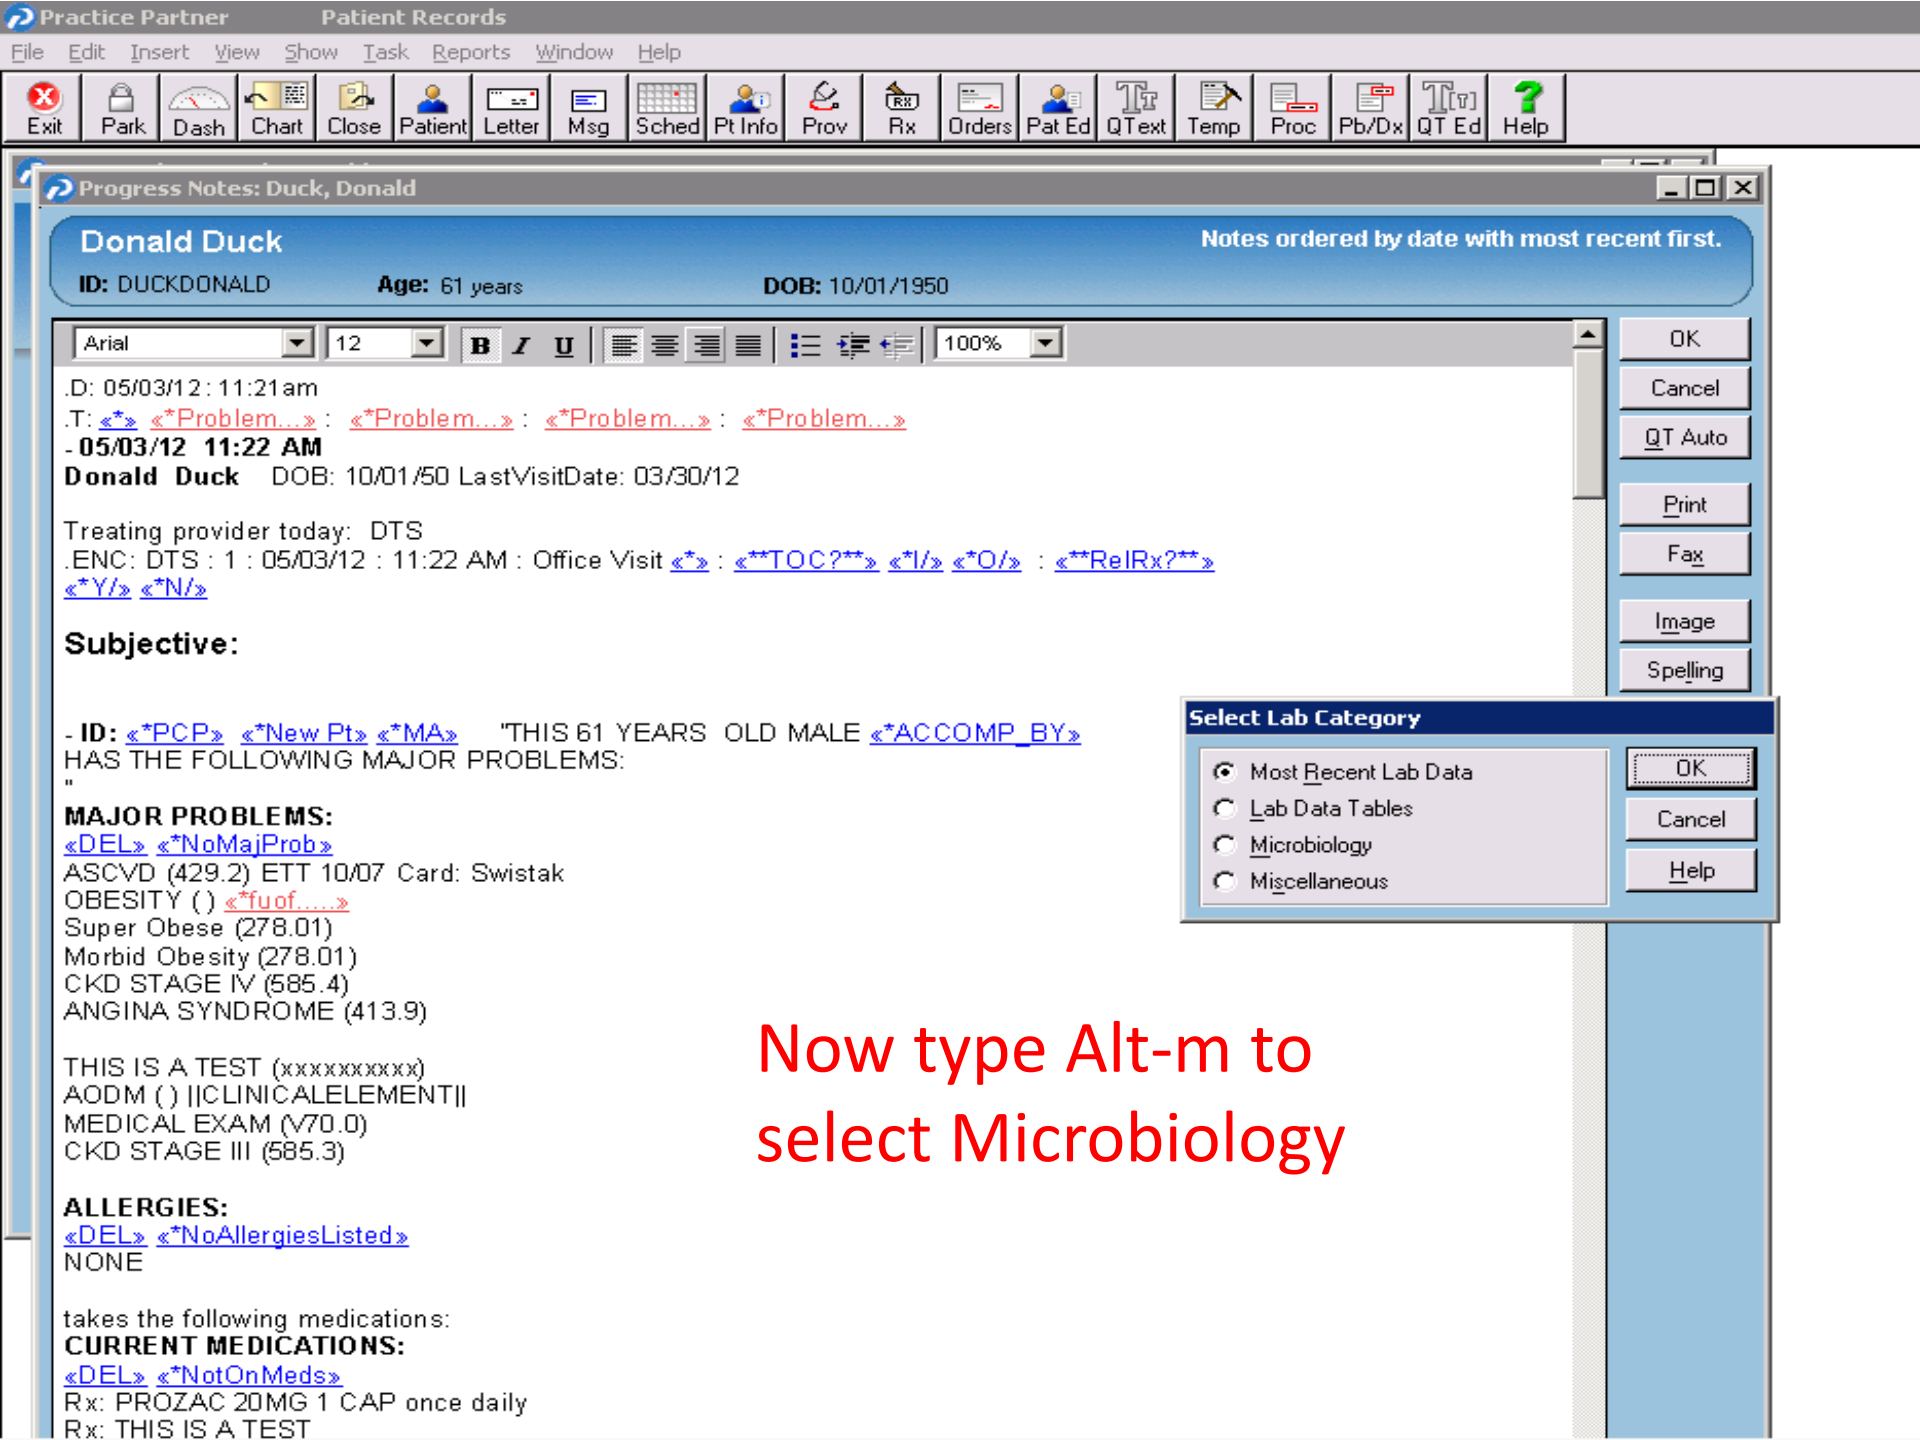 Practice Partner Patient Records
File Edit Insert View Show Task Reports Window Help
Exit Park Dash Chart Close Patient Letter Msg Sched Pt Info Prov Rx Orders Pat Ed QText Temp Proc Pb/Dx QT Ed Help
Progress Notes: Duck, Donald
Donald Duck Notes ordered by date with most recent first.
ID: DUCKDONALD Age: 61 years DOB: 10/01/1950
Arial 12 B I U 100%
OK
Cancel
QT Auto
Print
Fax
Image
Spelling
.D: 05/03/12 : 11:21am
.T: «*» «*Problem...» : «*Problem...» : «*Problem...» : «*Problem...»
- 05/03/12 11:22 AM
Donald Duck DOB: 10/01/50 LastVisitDate: 03/30/12
Treating provider today: DTS
.ENC: DTS : 1 : 05/03/12 : 11:22 AM : Office Visit «*» : «**TOC?**» «*I/» «*O/» : «**RelRx?**»
«*Y/» «*N/»
Subjective:
- ID: «*PCP» «*New Pt» «*MA» "THIS 61 YEARS OLD MALE «*ACCOMP_BY»
HAS THE FOLLOWING MAJOR PROBLEMS:
"
MAJOR PROBLEMS:
«DEL» «*NoMajProb»
ASCVD (429.2) ETT 10/07 Card: Swistak
OBESITY ( ) «*fuof.....»
Super Obese (278.01)
Morbid Obesity (278.01)
CKD STAGE IV (585.4)
ANGINA SYNDROME (413.9)
THIS IS A TEST (xxxxxxxxxx)
AODM ( ) ||CLINICALELEMENT||
MEDICAL EXAM (V70.0)
CKD STAGE III (585.3)
ALLERGIES:
«DEL» «*NoAllergiesListed»
NONE
takes the following medications:
CURRENT MEDICATIONS:
«DEL» «*NotOnMeds»
Rx: PROZAC 20MG 1 CAP once daily
Rx: THIS IS A TEST
Select Lab Category
Most Recent Lab Data
Lab Data Tables
Microbiology
Miscellaneous
OK
Cancel
Help
Now type Alt-m to
select Microbiology